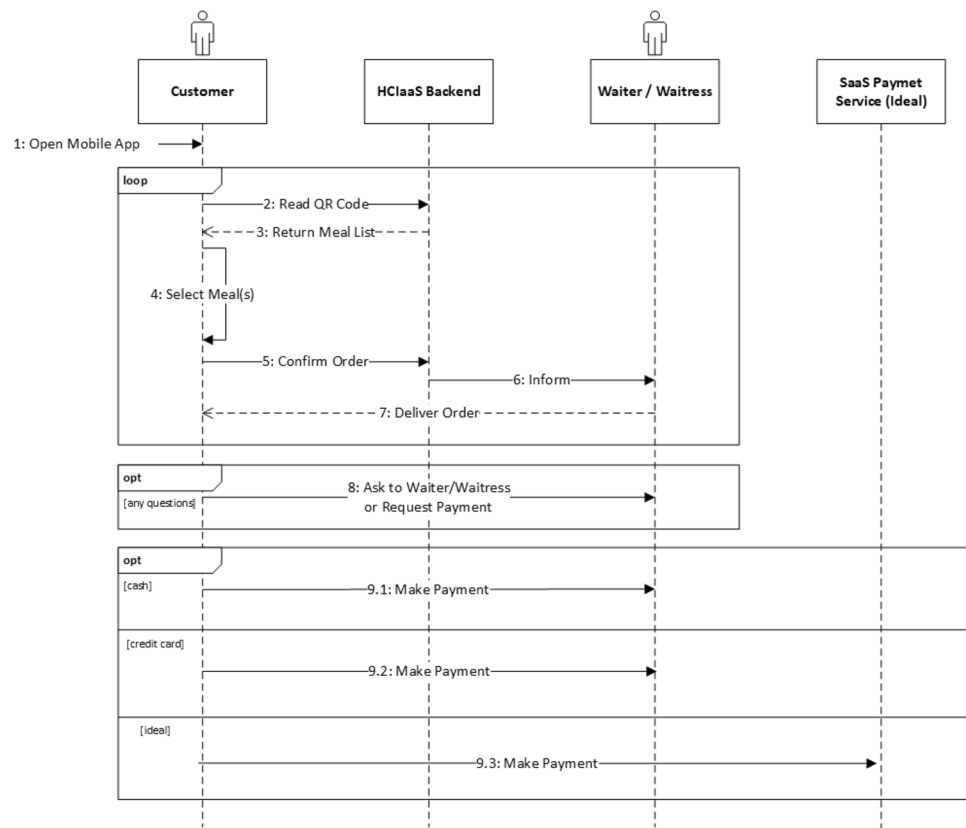 Customer
HCIaaS Backend
Waiter / Waitress
SaaS Paymet
Service (Ideal)
1: Open Mobile App
loop
2: Read QR Code
3: Return Meal List
4: Select Meal(s)
5: Confirm Order
6: Inform
7: Deliver Order
opt
[any questions]
8: Ask to Waiter/Waitress
or Request Payment
opt
[cash]
9.1: Make Payment
[credit card]
9.2: Make Payment
[ideal]
9.3: Make Payment